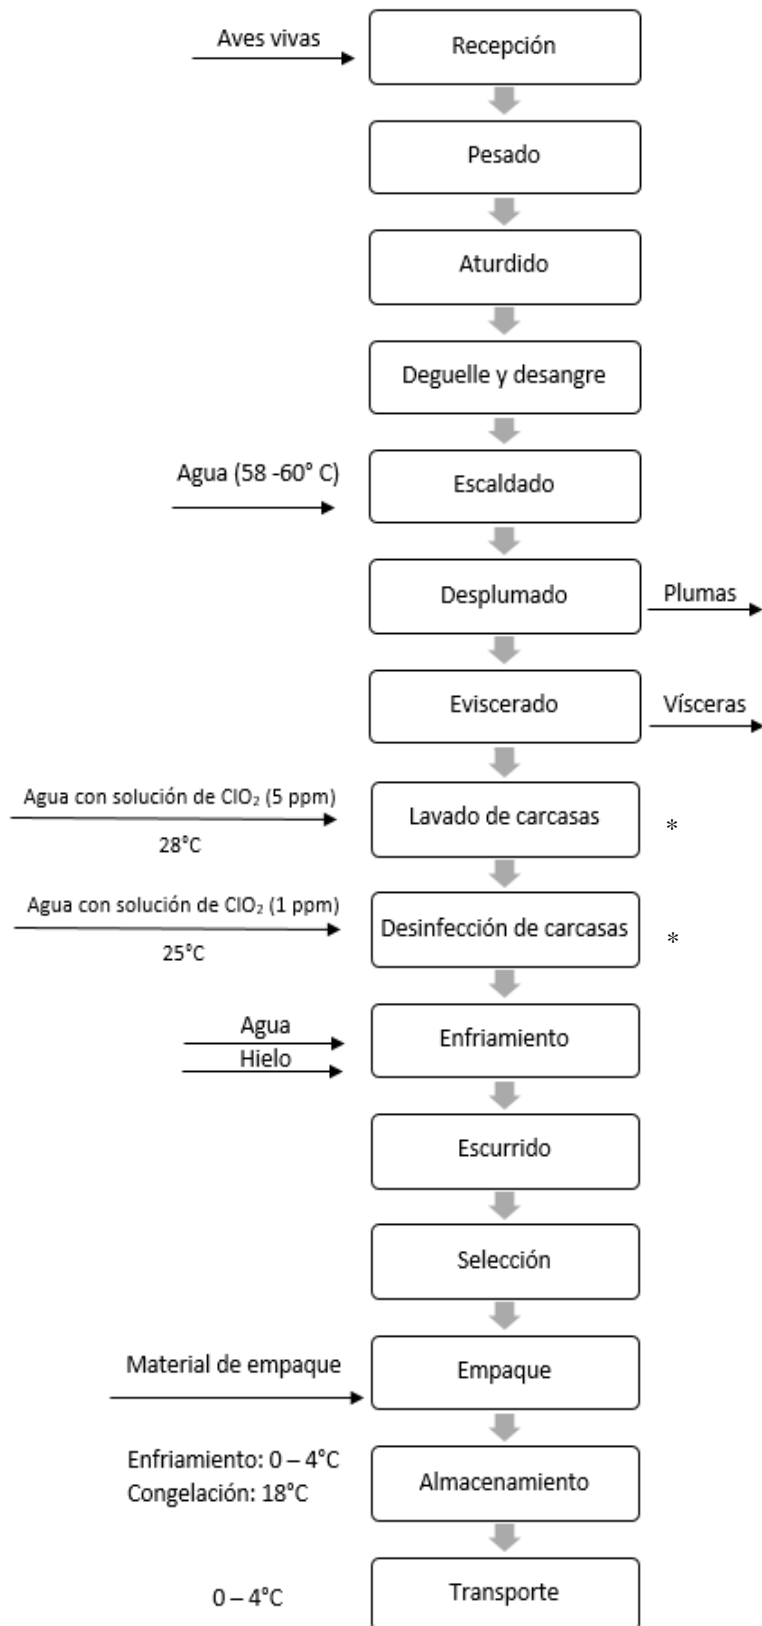 Aves vivas
Recepción
Pesado
Aturdido
Deguelle y desangre
Agua (58 -60° C)
Escaldado
Desplumado
Plumas
Eviscerado
Vísceras
Agua con solución de ClO₂ (5 ppm)
28°C
Lavado de carcasas
*
Agua con solución de ClO₂ (1 ppm)
25°C
Desinfección de carcasas
*
Agua
Hielo
Enfriamiento
Escurrido
Selección
Material de empaque
Empaque
Enfriamiento: 0 – 4°C
Congelación: 18°C
Almacenamiento
0 – 4°C
Transporte